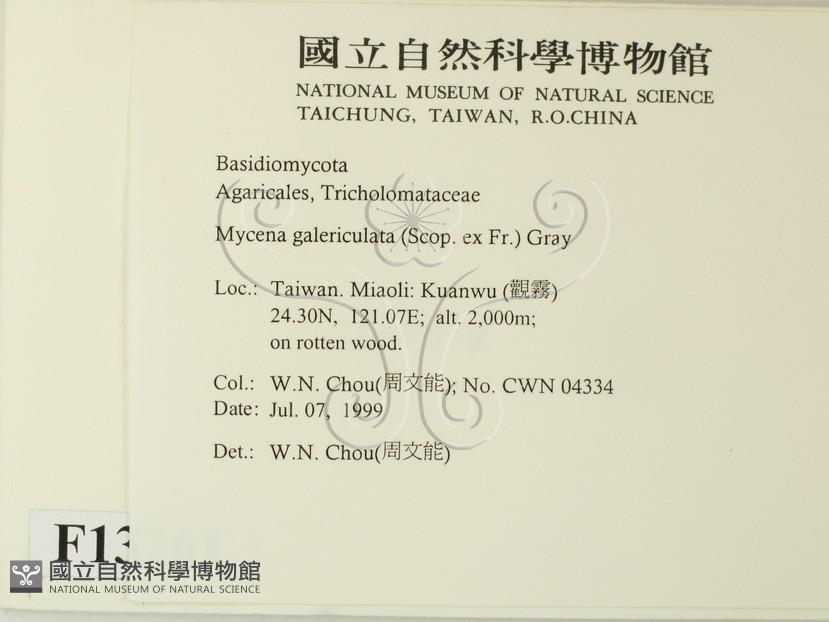 國立自然科學博物館
NATIONAL MUSEUM OF NATURAL SCIENCE
TAICHUNG, TAIWAN, R.O.CHINA
Basidiomycota
Agaricales, Tricholomataceae
Mycena galericulata (Scop. ex Fr.) Gray
Loc.: Taiwan. Miaoli: Kuanwu (觀霧)
24.30N, 121.07E; alt. 2,000m;
on rotten wood.
Col.: W.N. Chou(周文能); No. CWN 04334
Date: Jul. 07, 1999
Det.: W.N. Chou(周文能)
F13
國立自然科學博物館
NATIONAL MUSEUM OF NATURAL SCIENCE